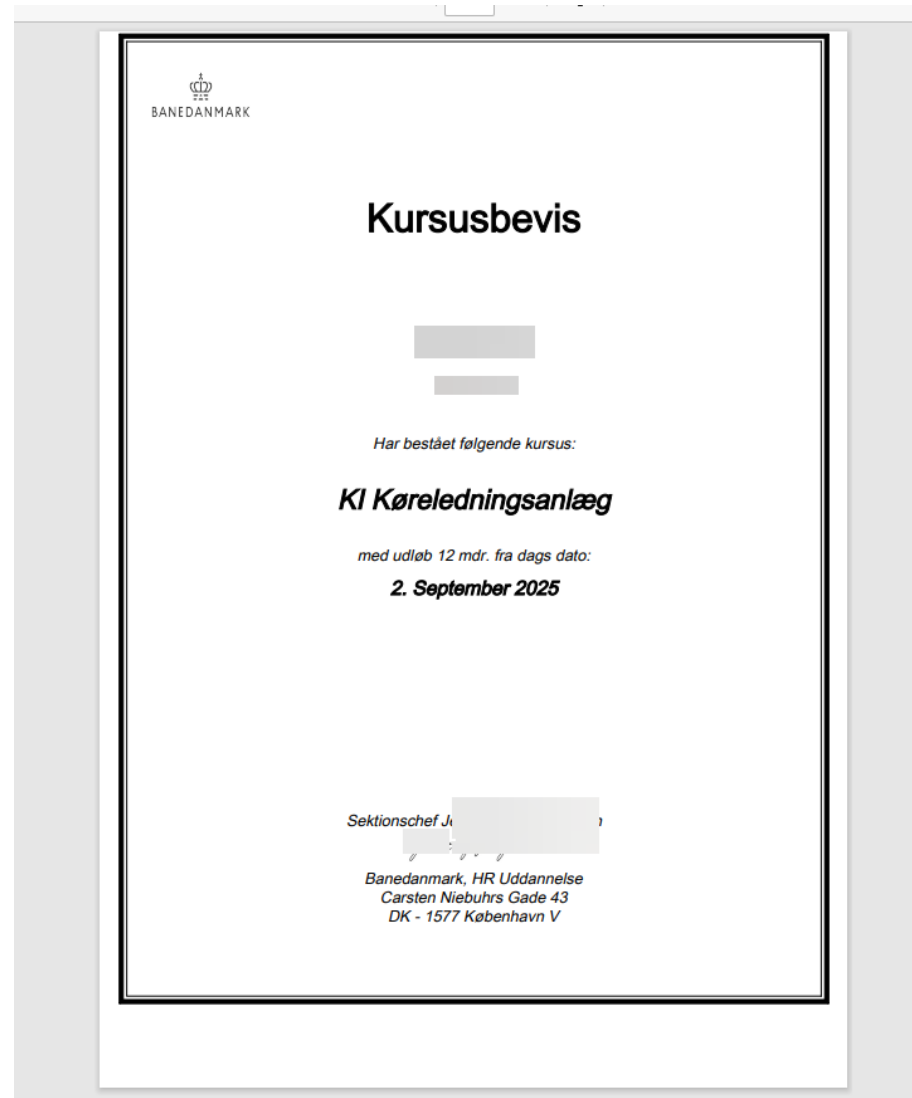 BANEDANMARK
Kursusbevis
Har bestået følgende kursus:
KI Køreledningsanlæg
med udløb 12 mdr. fra dags dato:
2. September 2025
Sektionschef
Banedanmark, HR Uddannelse
Carsten Niebuhrs Gade 43
DK - 1577 København V